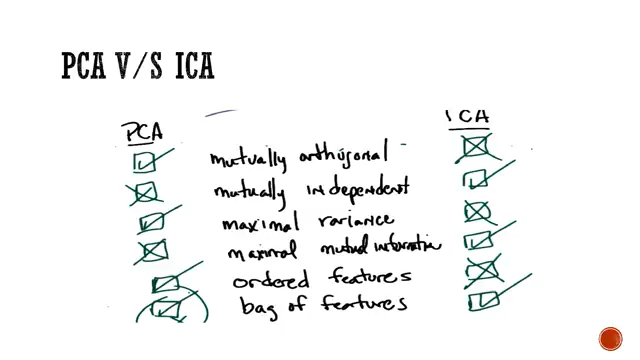 PCA V/S ICA
PCA
ICA
mutually orthogonal
mutually independent
maximal variance
maximal mutual information
ordered features
bag of features